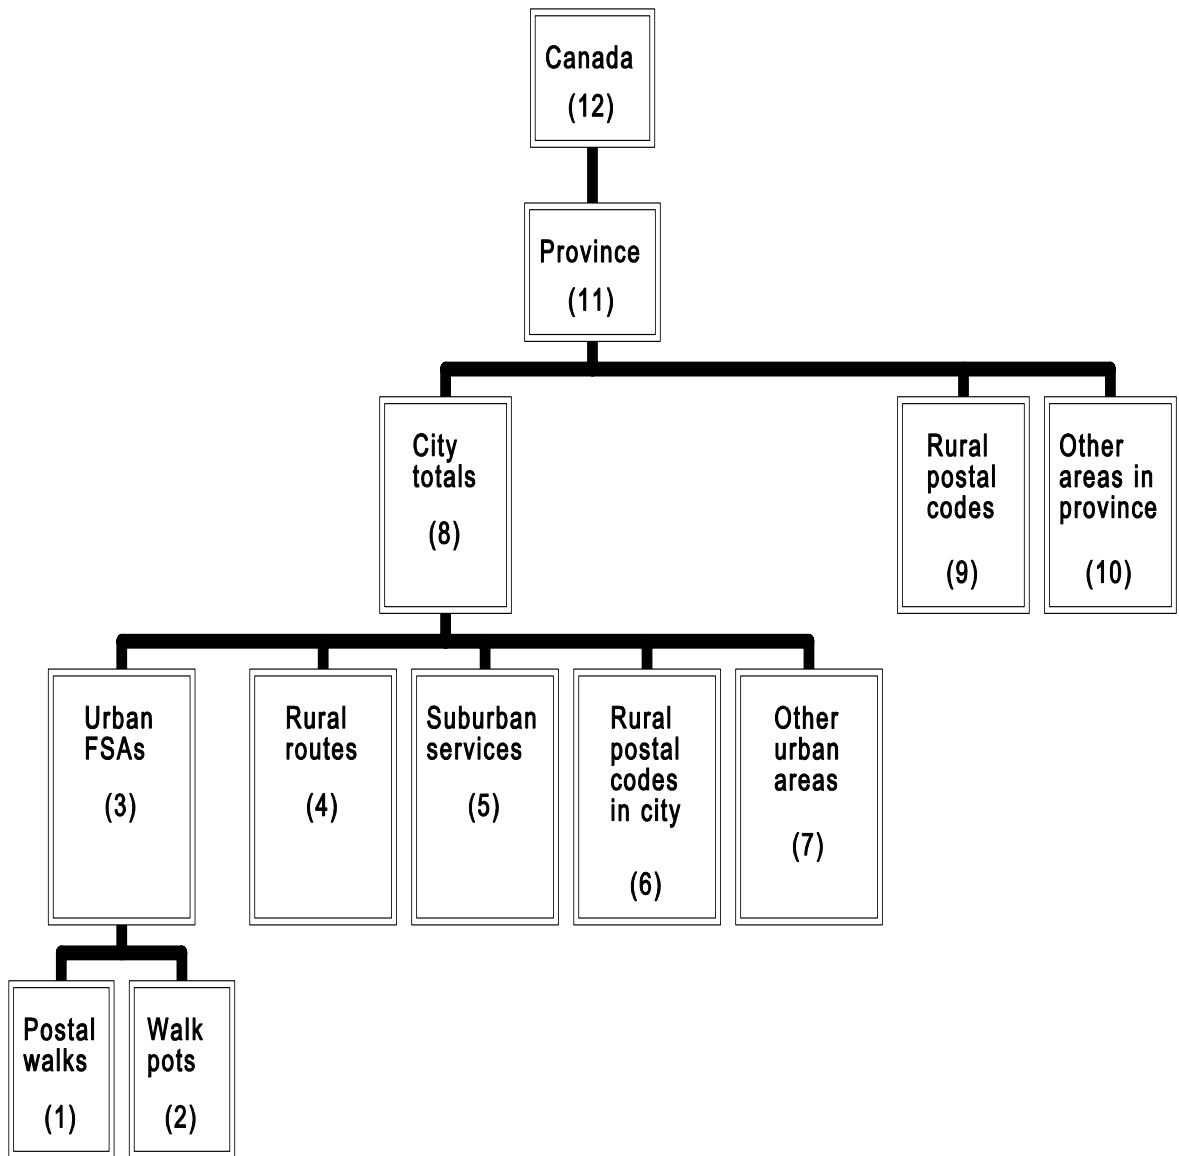 Canada
(12)
Province
(11)
City
totals
(8)
Rural
postal
codes
(9)
Other
areas in
province
(10)
Urban
FSAs
(3)
Rural
routes
(4)
Suburban
services
(5)
Rural
postal
codes
in city
(6)
Other
urban
areas
(7)
Postal
walks
(1)
Walk
pots
(2)